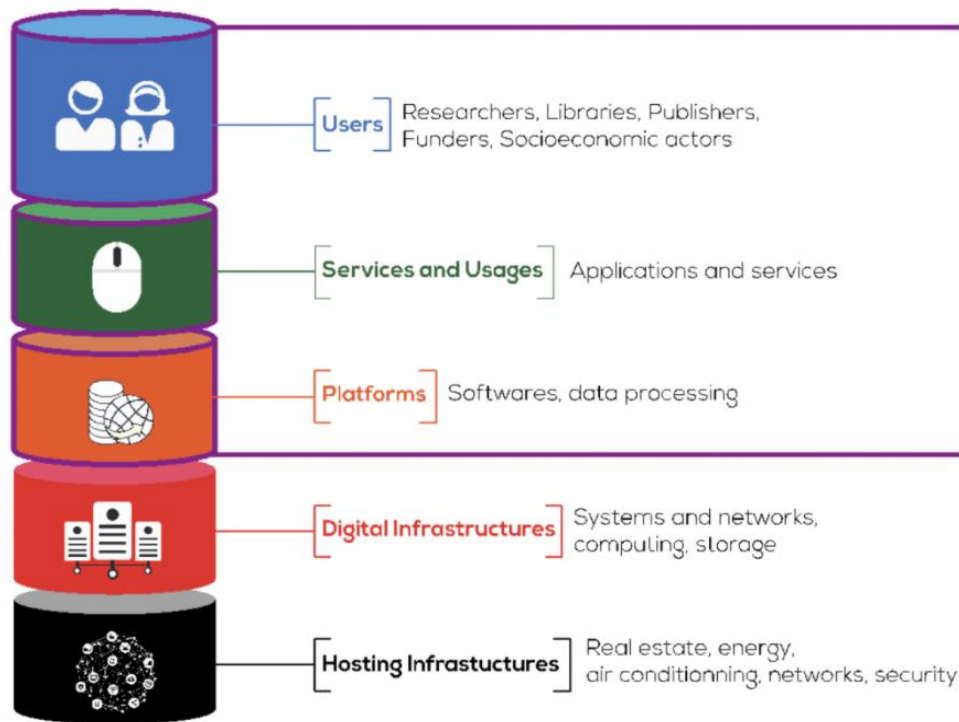 Users
Researchers, Libraries, Publishers,
Funders, Socioeconomic actors
Services and Usages
Applications and services
Platforms
Softwares, data processing
Digital Infrastructures
Systems and networks,
computing, storage
Hosting Infrastuctures
Real estate, energy,
air conditionning, networks, security